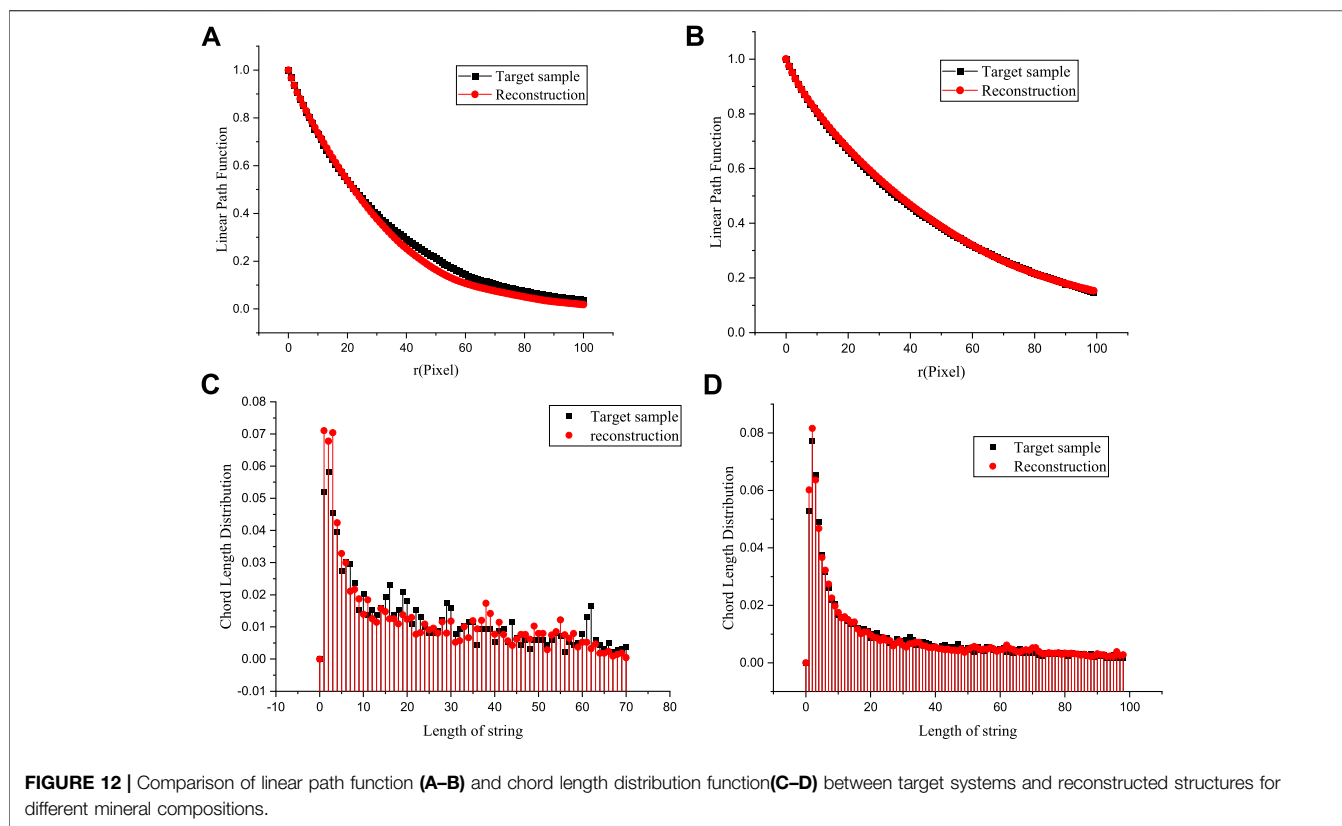 A
Target sample
Reconstruction
Linear Path Function
1.0
0.8
0.6
0.4
0.2
0.0
0 20 40 60 80 100
r(Pixel)
B
Target sample
Reconstruction
Linear Path Function
1.0
0.8
0.6
0.4
0.2
0.0
0 20 40 60 80 100
r(Pixel)
C
Target sample
reconstruction
Chord Length Distribution
0.08
0.07
0.06
0.05
0.04
0.03
0.02
0.01
0.00
-0.01
-10 0 10 20 30 40 50 60 70 80
Length of string
D
Target sample
Reconstruction
Chord Length Distribution
0.08
0.06
0.04
0.02
0.00
0 20 40 60 80 100
Length of string
FIGURE 12 | Comparison of linear path function (A–B) and chord length distribution function(C–D) between target systems and reconstructed structures for
different mineral compositions.